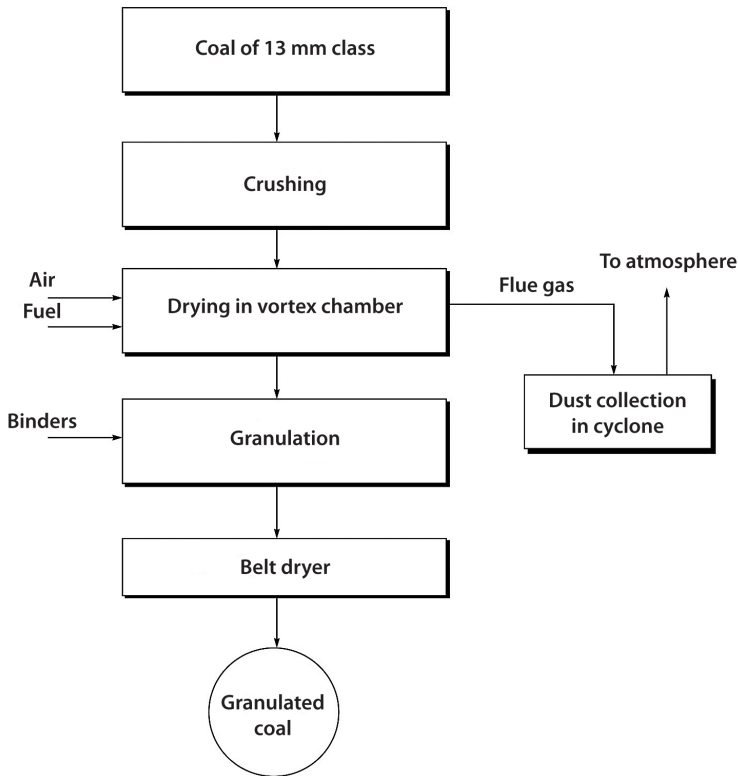 Coal of 13 mm class
Crushing
Air
Fuel
Drying in vortex chamber
Flue gas
To atmosphere
Dust collection
in cyclone
Binders
Granulation
Belt dryer
Granulated
coal